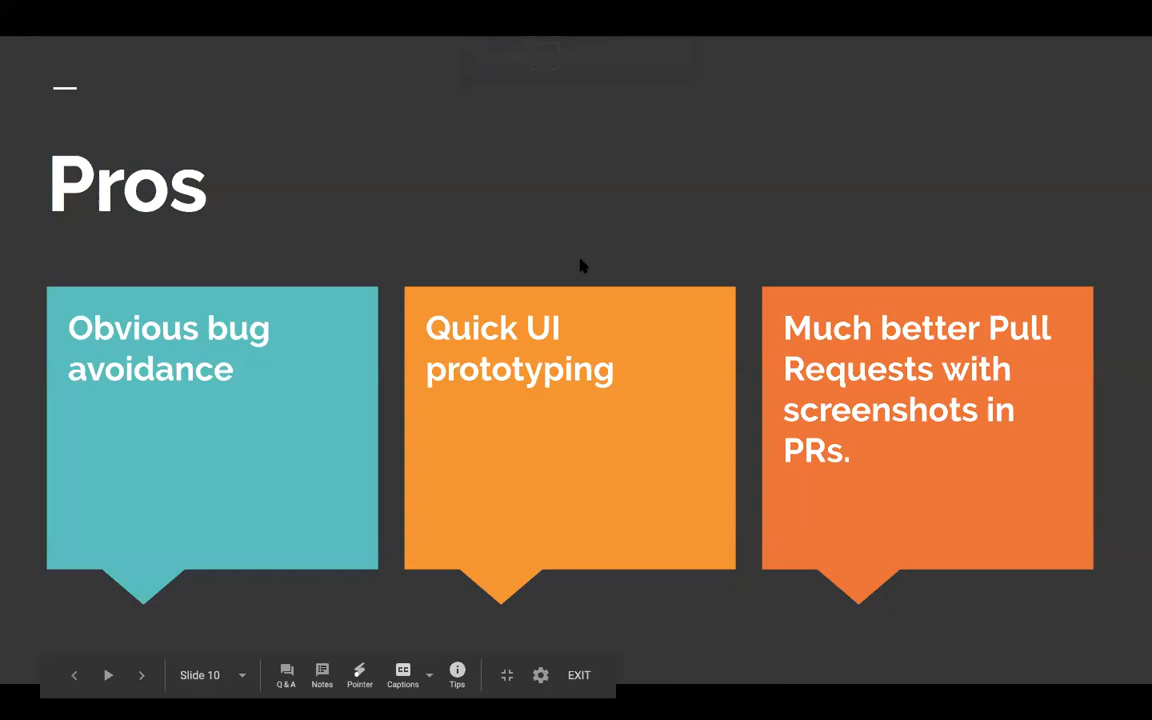 Pros
Obvious bug
avoidance
Quick UI
prototyping
Much better Pull
Requests with
screenshots in
PRs.
Slide 10
Q & A
Notes
Pointer
CC
Captions
Tips
EXIT